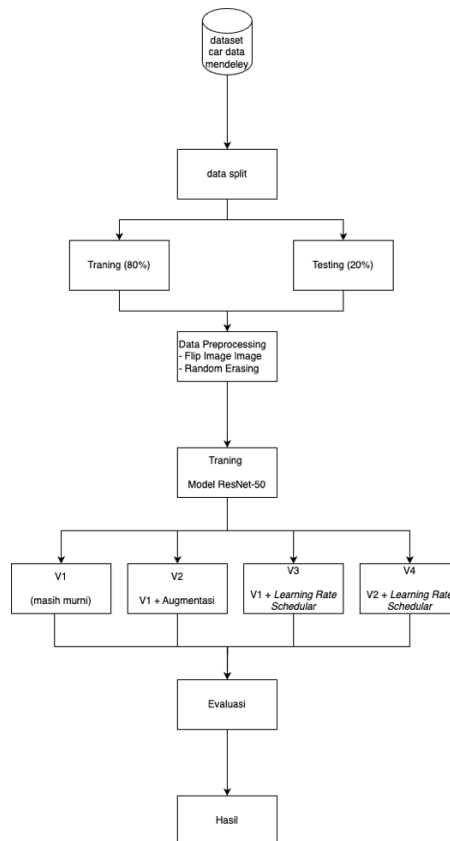 dataset
car data
mendeley
data split
Traning (80%)
Testing (20%)
Data Preprocessing
- Flip Image Image
- Random Erasing
Traning
Model ResNet-50
V1
(masih murni)
V2
V1 + Augmentasi
V3
V1 + Learning Rate
Schedular
V4
V2 + Learning Rate
Schedular
Evaluasi
Hasil